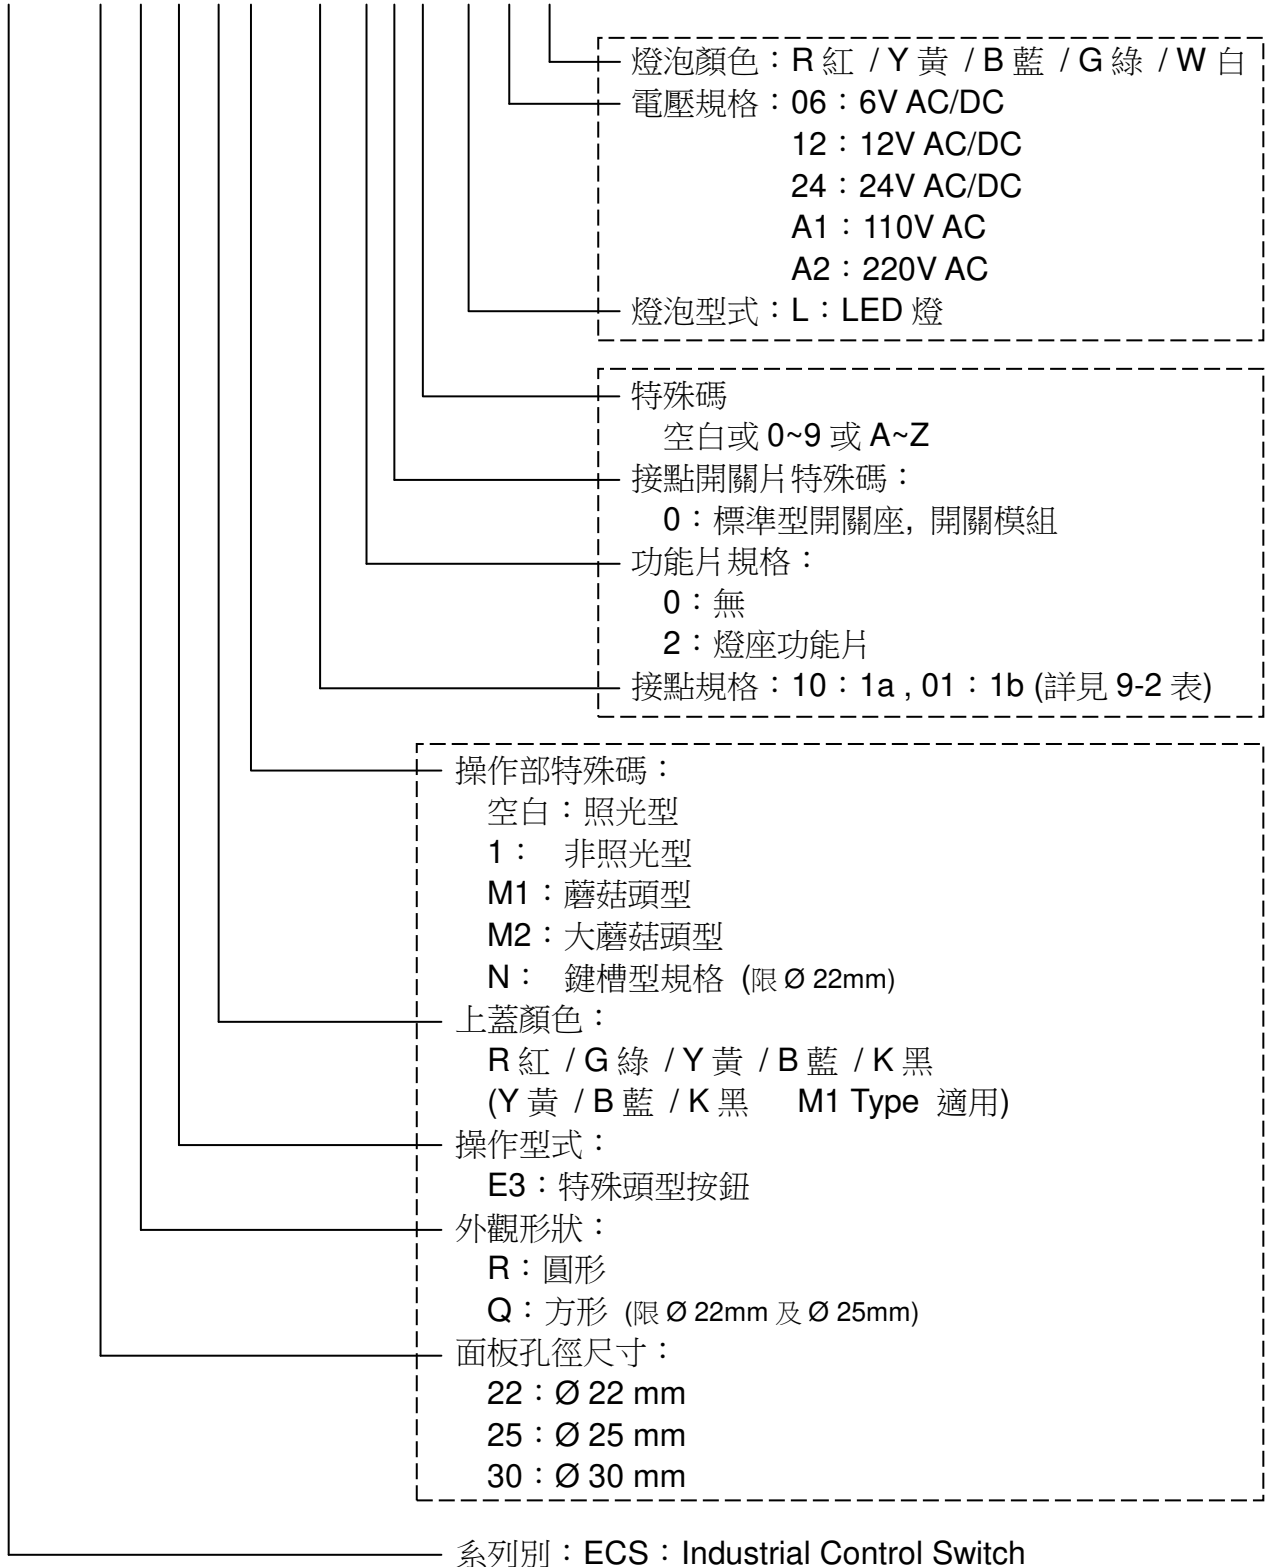 燈泡顏色：R 紅 / Y 黃 / B 藍 / G 綠 / W 白
電壓規格：06：6V AC/DC
12：12V AC/DC
24：24V AC/DC
A1：110V AC
A2：220V AC
燈泡型式：L：LED 燈
特殊碼
空白或 0~9 或 A~Z
接點開關片特殊碼：
0：標準型開關座, 開關模組
功能片規格：
0：無
2：燈座功能片
接點規格：10：1a , 01：1b (詳見 9-2 表)
操作部特殊碼：
空白：照光型
1： 非照光型
M1：蘑菇頭型
M2：大蘑菇頭型
N： 鍵槽型規格 (限 Ø 22mm)
上蓋顏色：
R 紅 / G 綠 / Y 黃 / B 藍 / K 黑
(Y 黃 / B 藍 / K 黑 M1 Type 適用)
操作型式：
E3：特殊頭型按鈕
外觀形狀：
R：圓形
Q：方形 (限 Ø 22mm 及 Ø 25mm)
面板孔徑尺寸：
22：Ø 22 mm
25：Ø 25 mm
30：Ø 30 mm
系列別：ECS：Industrial Control Switch